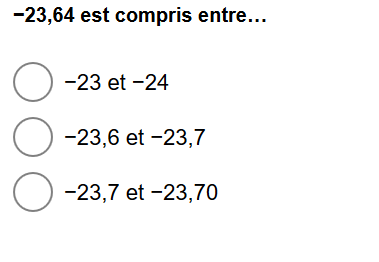 −23,64 est compris entre…
−23 et −24
−23,6 et −23,7
−23,7 et −23,70